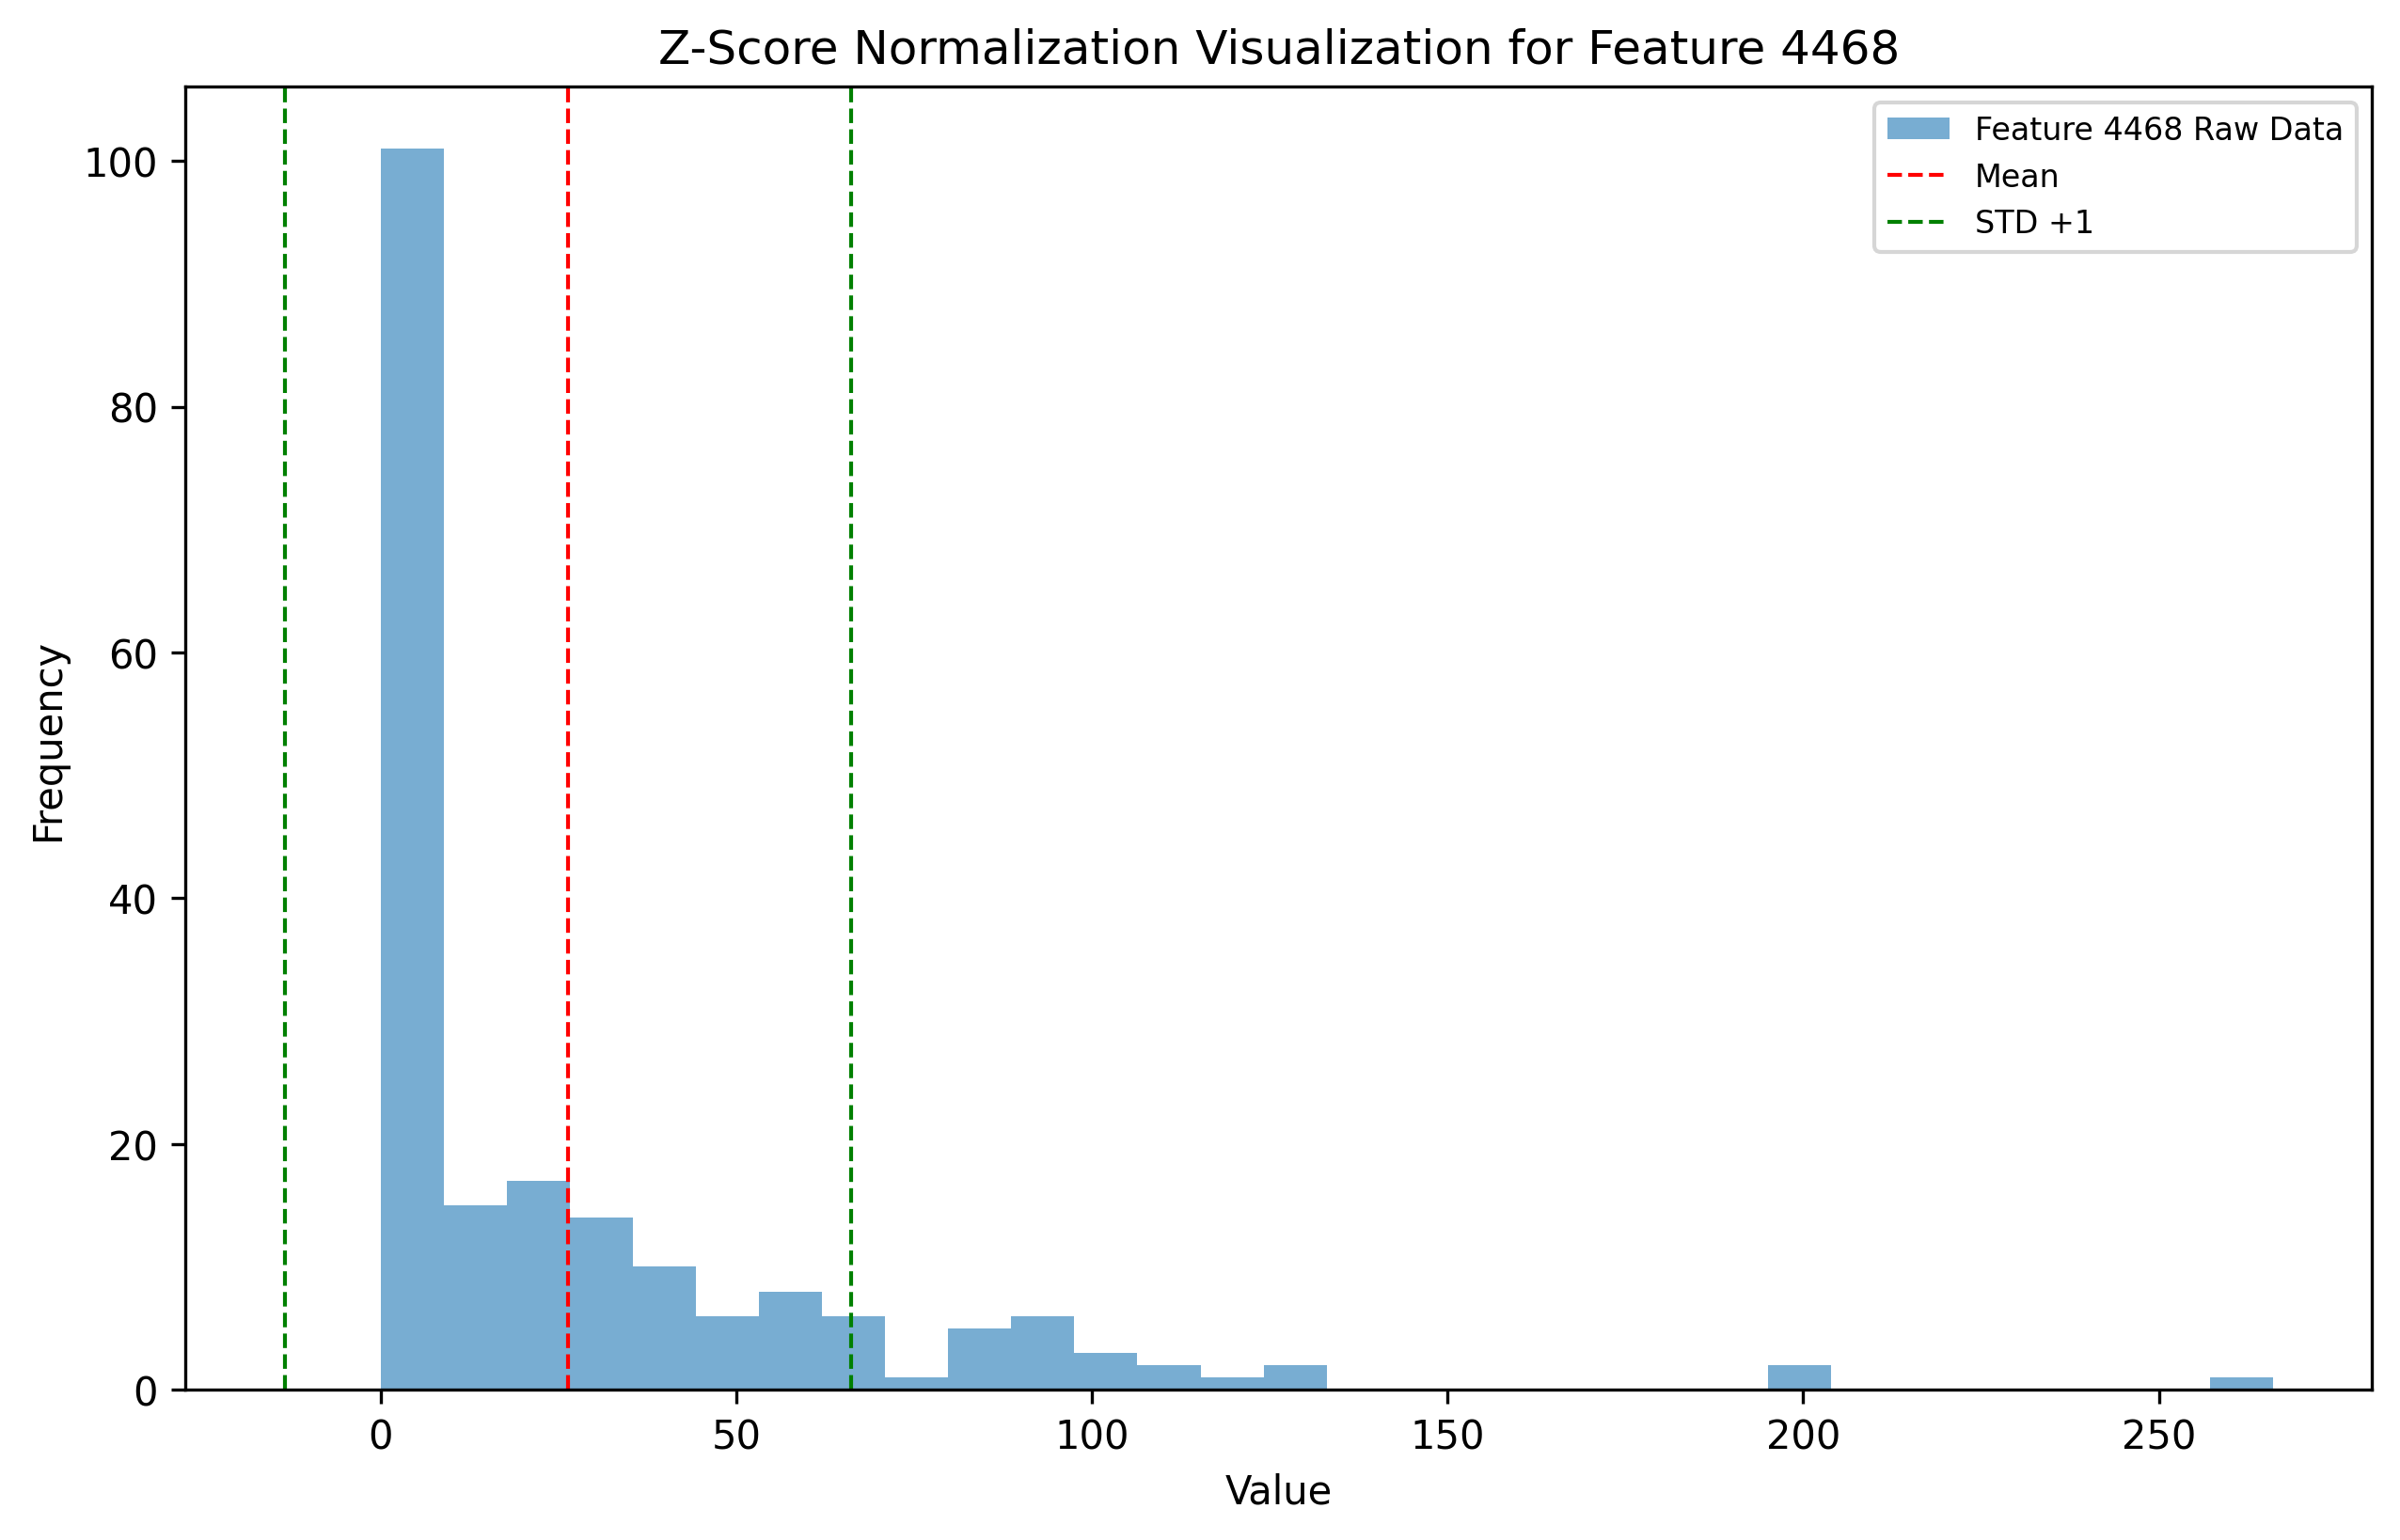 Z-Score Normalization Visualization for Feature 4468
Feature 4468 Raw Data
Mean
STD +1
100
80
60
40
20
0
Frequency
0 50 100 150 200 250
Value